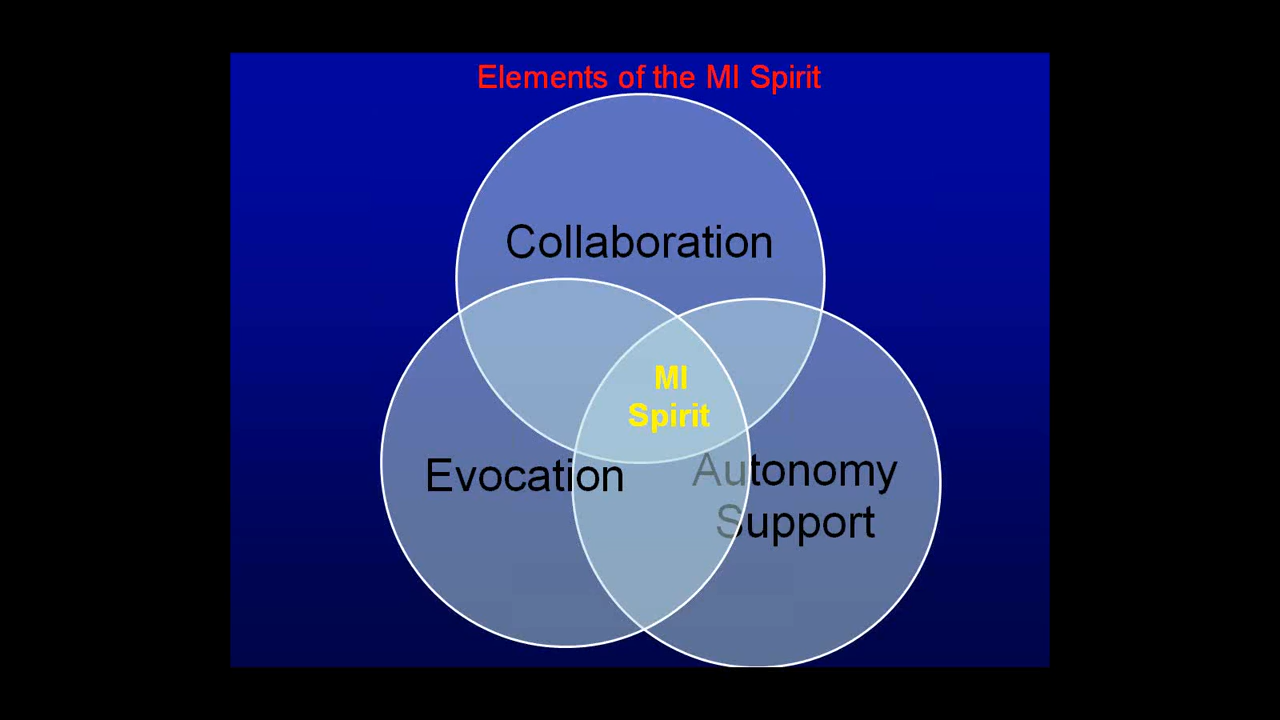 Elements of the MI Spirit
Collaboration
MI
Spirit
Evocation
Autonomy
Support